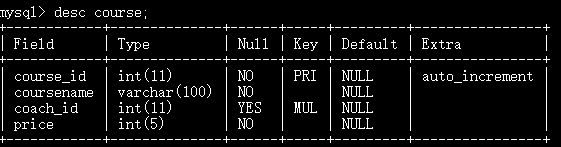 mysql> desc course;
+------------+--------------+------+-----+---------+----------------+
| Field      | Type         | Null | Key | Default | Extra          |
+------------+--------------+------+-----+---------+----------------+
| course_id  | int(11)      | NO   | PRI | NULL    | auto_increment |
| coursename | varchar(100) | NO   |     | NULL    |                |
| coach_id   | int(11)      | YES  | MUL | NULL    |                |
| price      | int(5)       | NO   |     | NULL    |                |
+------------+--------------+------+-----+---------+----------------+